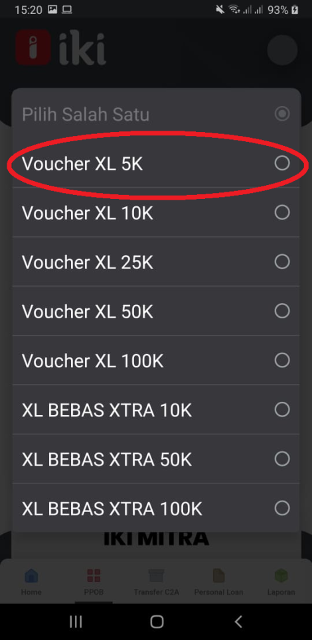 15:20 93%
iki
Pilih Salah Satu
Voucher XL 5K
Voucher XL 10K
Voucher XL 25K
Voucher XL 50K
Voucher XL 100K
XL BEBAS XTRA 10K
XL BEBAS XTRA 50K
XL BEBAS XTRA 100K
IKI MITRA
Home PPOB Transfer C2A Personal Loan Laporan